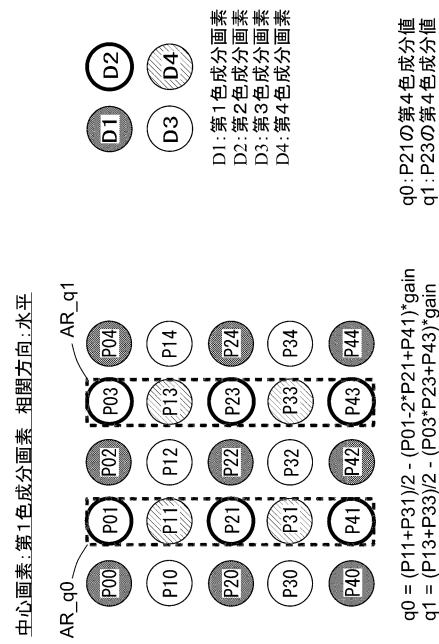 中心画素:第1色成分画素 相関方向:水平
AR_q0
AR_q1
P00 P01 P02 P03 P04
P10 P11 P12 P13 P14
P20 P21 P22 P23 P24
P30 P31 P32 P33 P34
P40 P41 P42 P43 P44
q0 = (P11+P31)/2 - (P01-2*P21+P41)*gain
q1 = (P13+P33)/2 - (P03*P23+P43)*gain
D1 D2
D3 D4
D1:第1色成分画素
D2:第2色成分画素
D3:第3色成分画素
D4:第4色成分画素
q0:P21の第4色成分値
q1:P23の第4色成分値